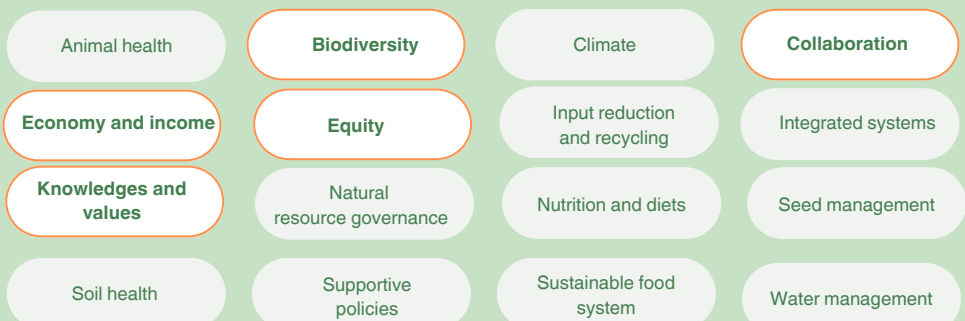 Animal health
Biodiversity
Climate
Collaboration
Economy and income
Equity
Input reduction
and recycling
Integrated systems
Knowledges and
values
Natural
resource governance
Nutrition and diets
Seed management
Soil health
Supportive
policies
Sustainable food
system
Water management